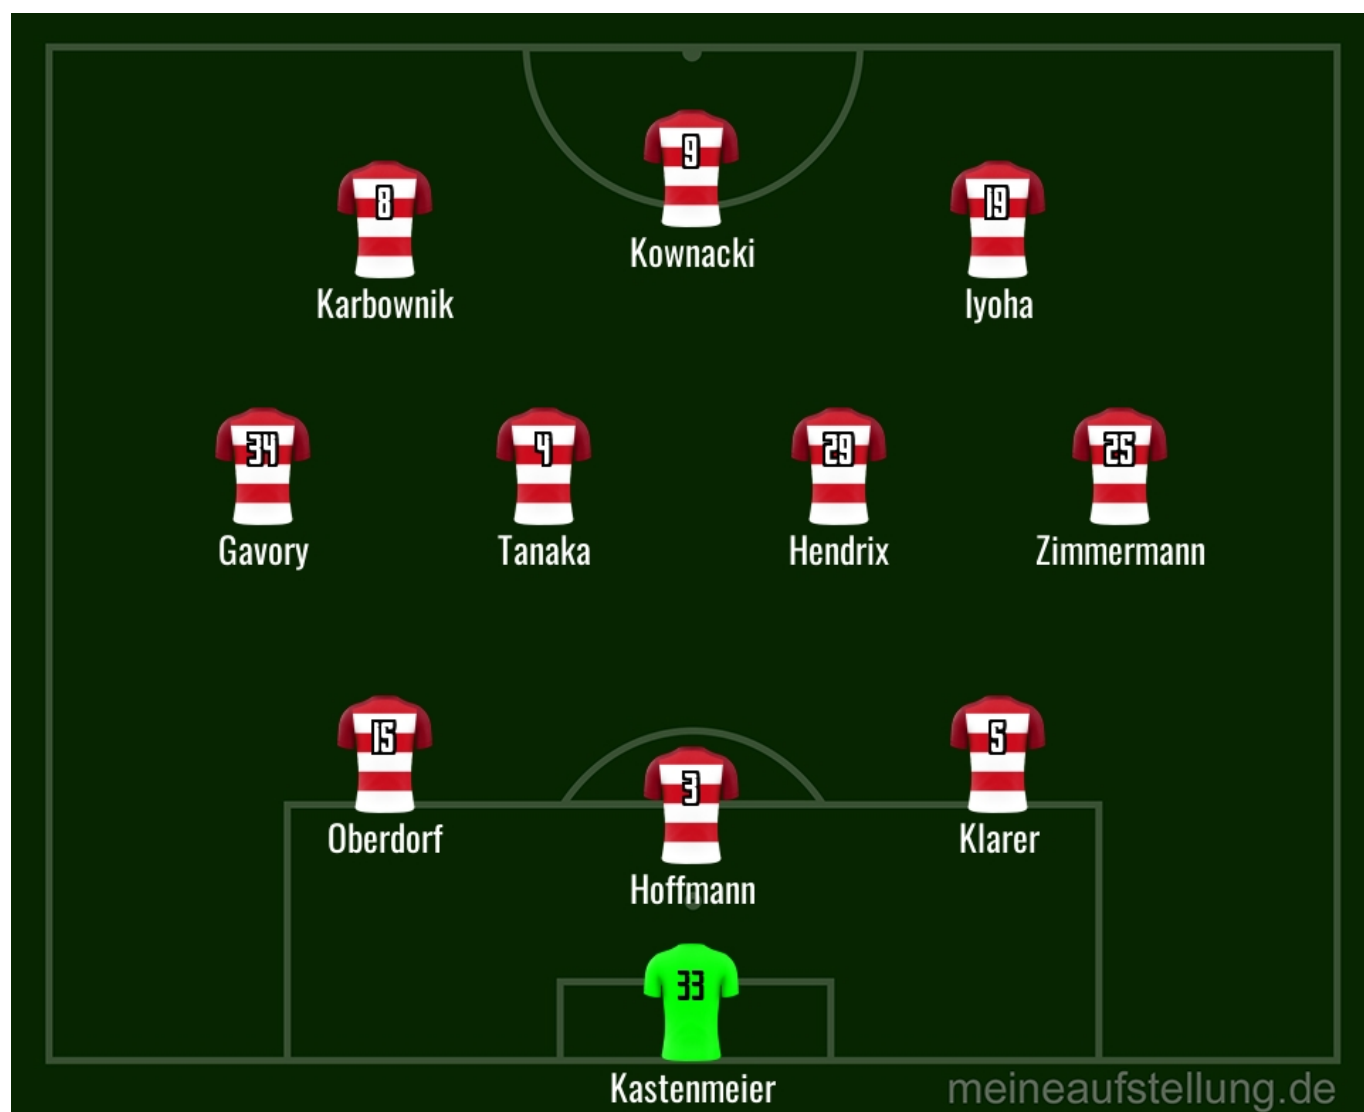 9
Kownacki
8
19
Karbownik
Iyoha
34
4
29
25
Gavory
Tanaka
Hendrix
Zimmermann
15
5
Oberdorf
Klarer
3
Hoffmann
33
Kastenmeier
meineaufstellung.de